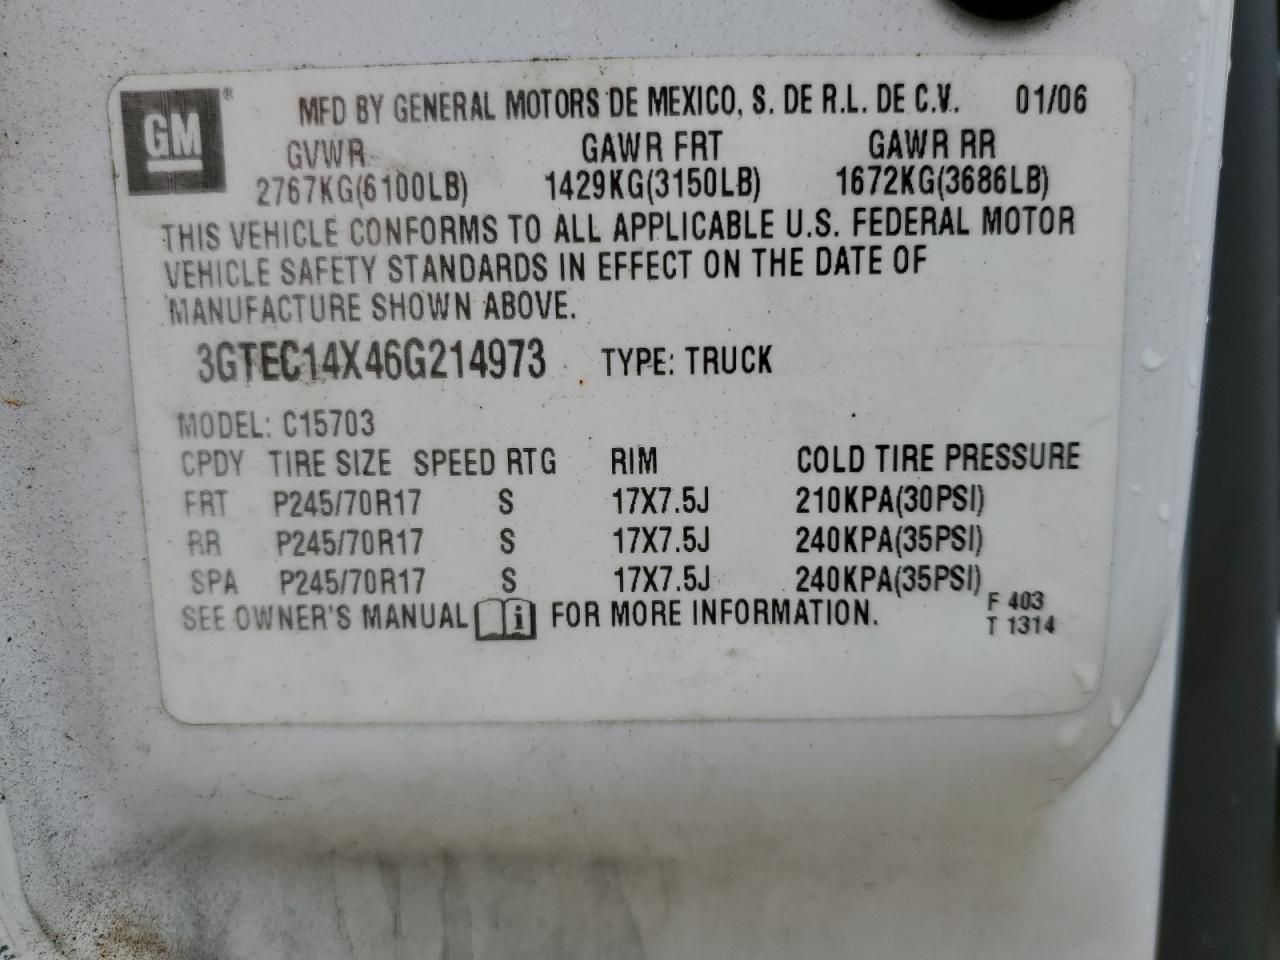 GM® MFD BY GENERAL MOTORS DE MEXICO, S. DE R.L. DE C.V. 01/06
GVWR GAWR FRT GAWR RR
2767KG(6100LB) 1429KG(3150LB) 1672KG(3686LB)
THIS VEHICLE CONFORMS TO ALL APPLICABLE U.S. FEDERAL MOTOR
VEHICLE SAFETY STANDARDS IN EFFECT ON THE DATE OF
MANUFACTURE SHOWN ABOVE.
3GTEC14X46G214973 TYPE: TRUCK
MODEL: C15703
CPDY TIRE SIZE SPEED RTG RIM COLD TIRE PRESSURE
FRT P245/70R17 S 17X7.5J 210KPA(30PSI)
RR P245/70R17 S 17X7.5J 240KPA(35PSI)
SPA P245/70R17 S 17X7.5J 240KPA(35PSI)
SEE OWNER'S MANUAL i FOR MORE INFORMATION.
F 403
T 1314